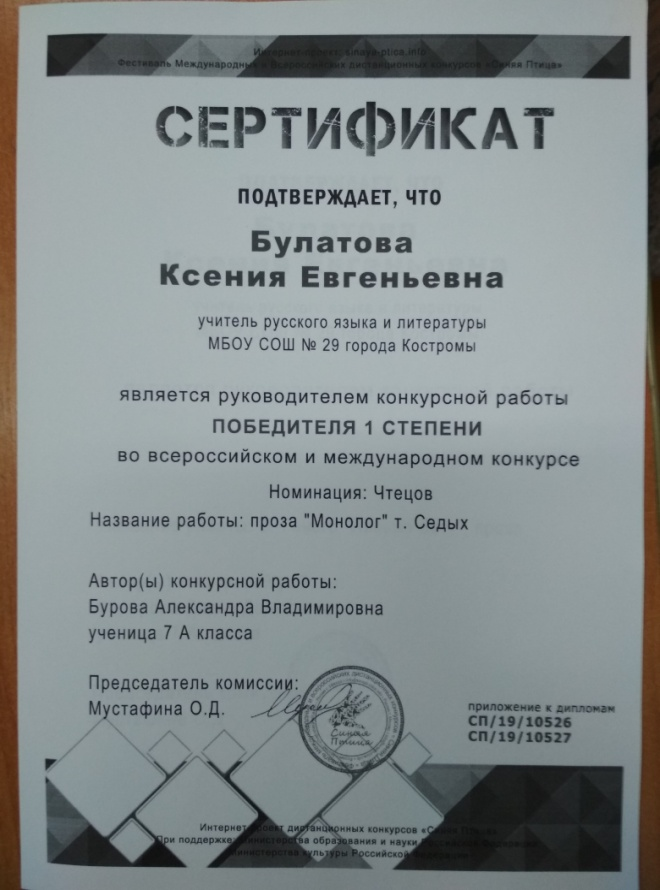 Интернет-проект: sinaya-ptica.info
Фестиваль Международных и Всероссийских дистанционных конкурсов «Синяя Птица»
СЕРТИФИКАТ
ПОДТВЕРЖДАЕТ, ЧТО
Булатова
Ксения Евгеньевна
учитель русского языка и литературы
МБОУ СОШ № 29 города Костромы
является руководителем конкурсной работы
ПОБЕДИТЕЛЯ 1 СТЕПЕНИ
во всероссийском и международном конкурсе
Номинация: Чтецов
Название работы: проза "Монолог" т. Седых
Автор(ы) конкурсной работы:
Бурова Александра Владимировна
ученица 7 А класса
Председатель комиссии:
Мустафина О.Д.
Синяя
Птица
приложение к дипломам
СП/19/10526
СП/19/10527
Интернет проект дистанционных конкурсов «Синяя Птица»
При поддержке Министерства образования и науки Российской Федерации
Министерства культуры Российской Федерации